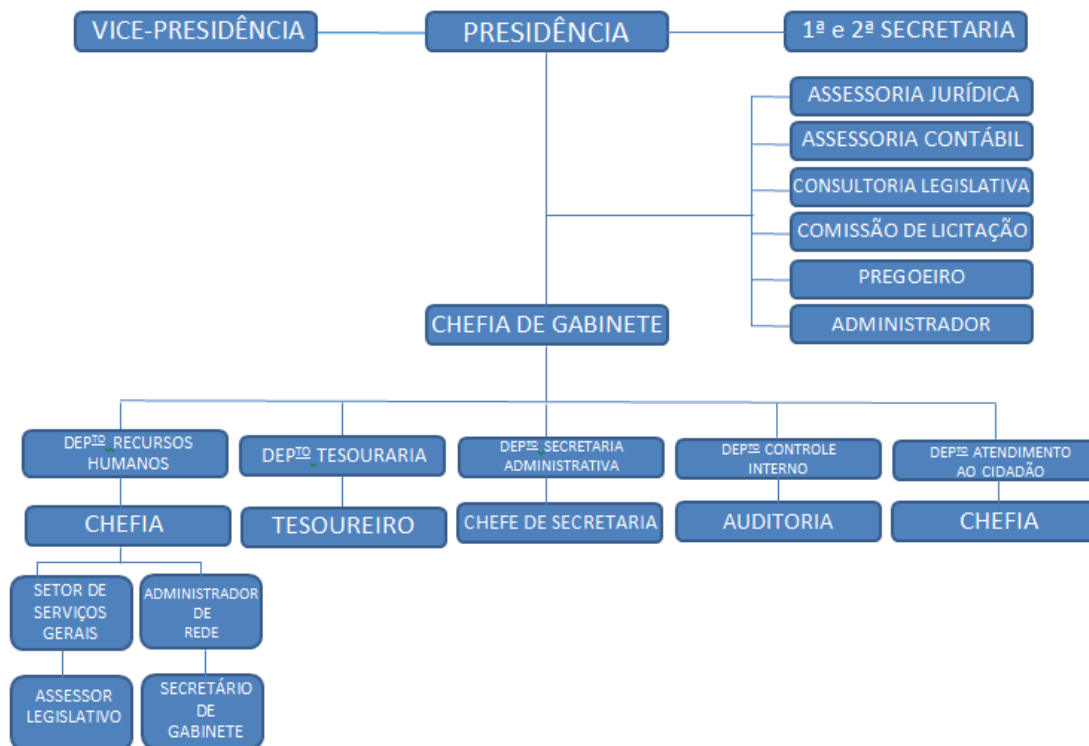 VICE-PRESIDÊNCIA
PRESIDÊNCIA
1ª e 2ª SECRETARIA
ASSESSORIA JURÍDICA
ASSESSORIA CONTÁBIL
CONSULTORIA LEGISLATIVA
COMISSÃO DE LICITAÇÃO
PREGOEIRO
ADMINISTRADOR
CHEFIA DE GABINETE
DEPTO RECURSOS
HUMANOS
DEPTO TESOURARIA
DEPTO SECRETARIA
ADMINISTRATIVA
DEPTO CONTROLE
INTERNO
DEPTO ATENDIMENTO
AO CIDADÃO
CHEFIA
TESOUREIRO
CHEFE DE SECRETARIA
AUDITORIA
CHEFIA
SETOR DE
SERVIÇOS
GERAIS
ADMINISTRADOR
DE
REDE
ASSESSOR
LEGISLATIVO
SECRETÁRIO
DE
GABINETE